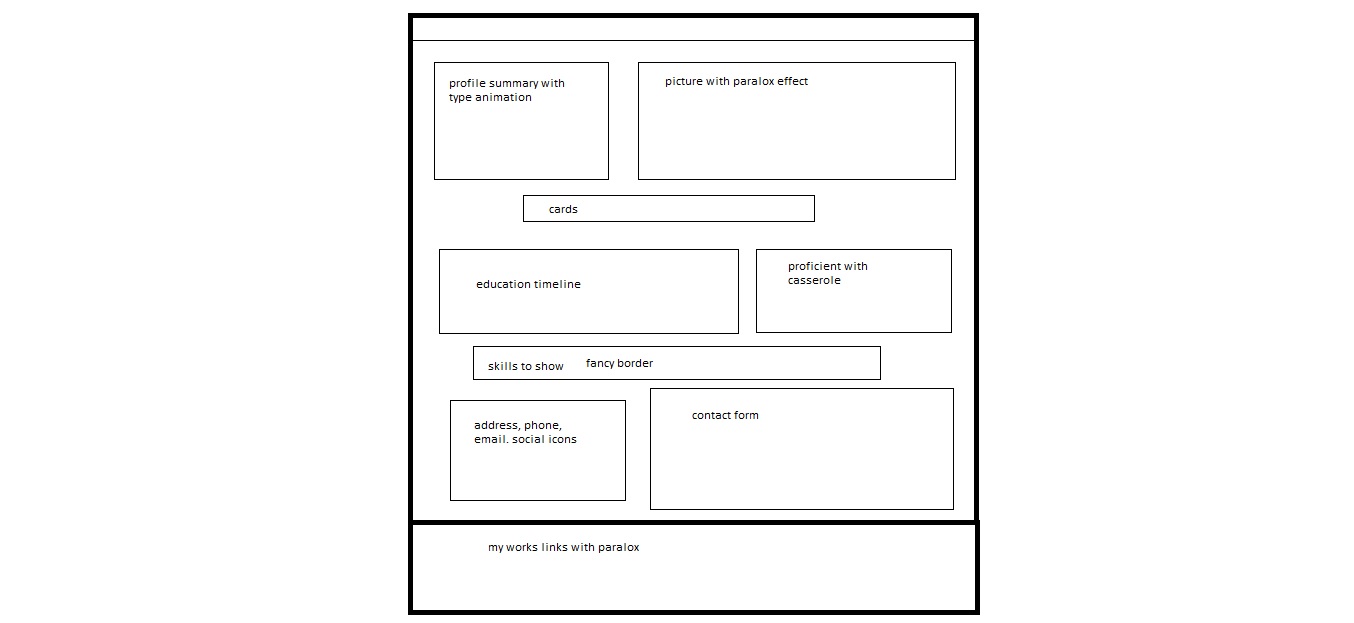 profile summary with
type animation
picture with paralox effect
cards
education timeline
proficient with
casserole
skills to show
fancy border
address, phone,
email. social icons
contact form
my works links with paralox